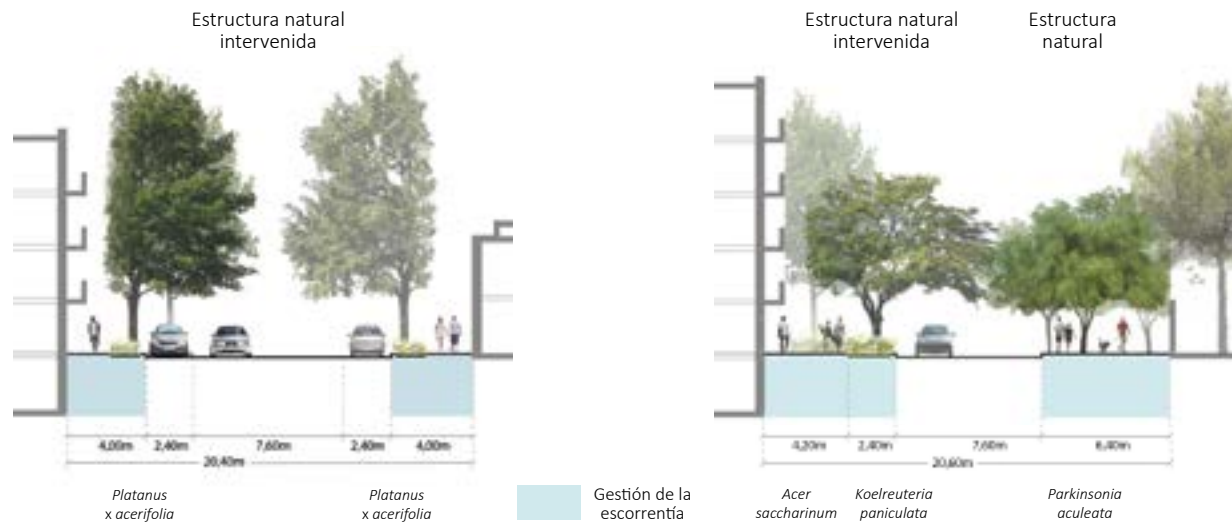 Estructura natural
intervenida
Estructura natural
intervenida
Estructura
natural
4,00m 2,40m 7,60m 2,40m 4,00m
20,40m
4,20m 2,40m 7,60m 6,40m
20,60m
Platanus
x acerifolia
Platanus
x acerifolia
Gestión de la
escorrentía
Acer
saccharinum
Koelreuteria
paniculata
Parkinsonia
aculeata